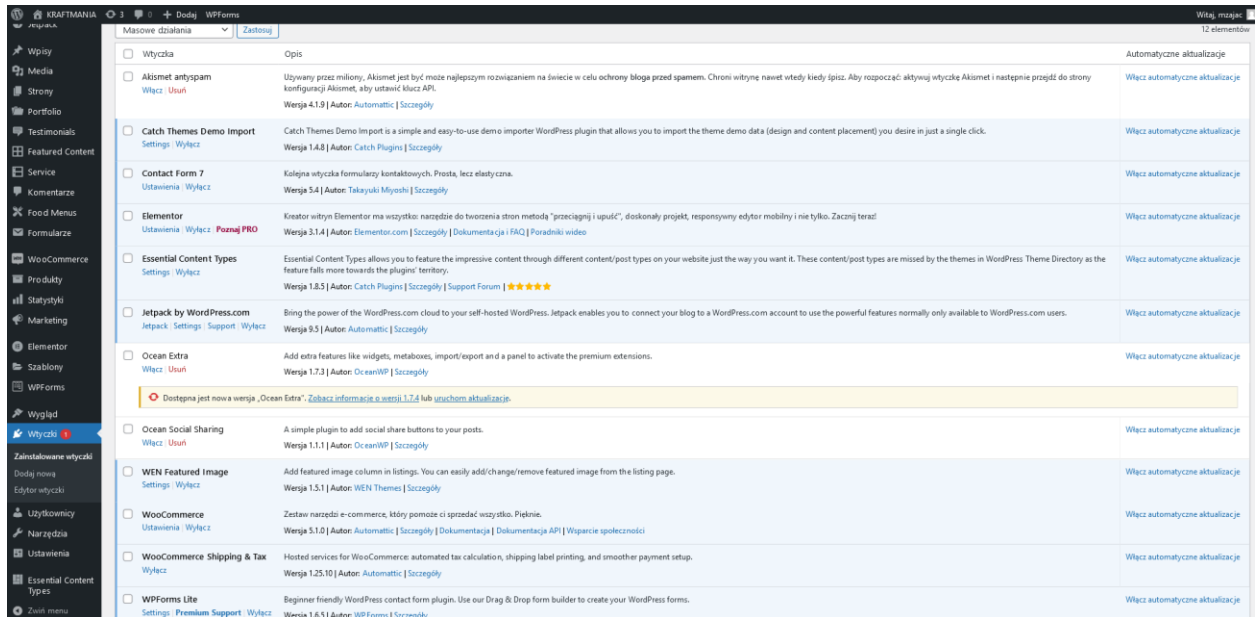 KRAFTMANIA 3 0 + Dodaj WPForms Witaj, mzajac
Jetpack
Wpisy
Media
Strony
Portfolio
Testimonials
Featured Content
Service
Komentarze
Food Menus
Formularze
WooCommerce
Produkty
Statystyki
Marketing
Elementor
Szablony
WPForms
Wygląd
Wtyczki 1
Zainstalowane wtyczki
Dodaj nową
Edytor wtyczki
Użytkownicy
Narzędzia
Ustawienia
Essential Content
Types
Zwiń menu
Masowe działania Zastosuj 12 elementów
Wtyczka Opis Automatyczne aktualizacje
Akismet antyspam
Włącz | Usuń
Używany przez miliony, Akismet jest być może najlepszym rozwiązaniem na świecie w celu ochrony bloga przed spamem. Chroni witrynę nawet wtedy kiedy śpisz. Aby rozpocząć: aktywuj wtyczkę Akismet i następnie przejdź do strony
konfiguracji Akismet, aby ustawić klucz API.
Wersja 4.1.9 | Autor: Automattic | Szczegóły
Włącz automatyczne aktualizacje
Catch Themes Demo Import
Settings | Wyłącz
Catch Themes Demo Import is a simple and easy-to-use demo importer WordPress plugin that allows you to import the theme demo data (design and content placement) you desire in just a single click.
Wersja 1.4.8 | Autor: Catch Plugins | Szczegóły
Włącz automatyczne aktualizacje
Contact Form 7
Ustawienia | Wyłącz
Kolejna wtyczka formularzy kontaktowych. Prosta, lecz elastyczna.
Wersja 5.4 | Autor: Takayuki Miyoshi | Szczegóły
Włącz automatyczne aktualizacje
Elementor
Ustawienia | Wyłącz | Poznaj PRO
Kreator witryn Elementor ma wszystko: narzędzie do tworzenia stron metodą "przeciągnij i upuść", doskonały projekt, responsywny edytor mobilny i nie tylko. Zacznij teraz!
Wersja 3.1.4 | Autor: Elementor.com | Szczegóły | Dokumentacja i FAQ | Poradniki wideo
Włącz automatyczne aktualizacje
Essential Content Types
Settings | Wyłącz
Essential Content Types allows you to feature the impressive content through different content/post types on your website just the way you want it. These content/post types are missed by the themes in WordPress Theme Directory as the
feature falls more towards the plugins' territory.
Wersja 1.8.5 | Autor: Catch Plugins | Szczegóły | Support Forum | ★★★★★
Włącz automatyczne aktualizacje
Jetpack by WordPress.com
Jetpack | Settings | Support | Wyłącz
Bring the power of the WordPress.com cloud to your self-hosted WordPress. Jetpack enables you to connect your blog to a WordPress.com account to use the powerful features normally only available to WordPress.com users.
Wersja 9.5 | Autor: Automattic | Szczegóły
Włącz automatyczne aktualizacje
Ocean Extra
Włącz | Usuń
Add extra features like widgets, metaboxes, import/export and a panel to activate the premium extensions.
Wersja 1.7.3 | Autor: OceanWP | Szczegóły
Włącz automatyczne aktualizacje
Dostępna jest nowa wersja „Ocean Extra”. Zobacz informacje o wersji 1.7.4 lub uruchom aktualizację.
Ocean Social Sharing
Włącz | Usuń
A simple plugin to add social share buttons to your posts.
Wersja 1.1.1 | Autor: OceanWP | Szczegóły
Włącz automatyczne aktualizacje
WEN Featured Image
Settings | Wyłącz
Add featured image column in listings. You can easily add/change/remove featured image from the listing page.
Wersja 1.5.1 | Autor: WEN Themes | Szczegóły
Włącz automatyczne aktualizacje
WooCommerce
Ustawienia | Wyłącz
Zestaw narzędzi e-commerce, który pomoże ci sprzedać wszystko. Pięknie.
Wersja 5.1.0 | Autor: Automattic | Szczegóły | Dokumentacja | Dokumentacja API | Wsparcie społeczności
Włącz automatyczne aktualizacje
WooCommerce Shipping & Tax
Wyłącz
Hosted services for WooCommerce: automated tax calculation, shipping label printing, and smoother payment setup.
Wersja 1.25.10 | Autor: Automattic | Szczegóły
Włącz automatyczne aktualizacje
WPForms Lite
Settings | Premium Support | Wyłącz
Beginner friendly WordPress contact form plugin. Use our Drag & Drop form builder to create your WordPress forms.
Wersja 1.6.5 | Autor: WPForms | Szczegóły
Włącz automatyczne aktualizacje